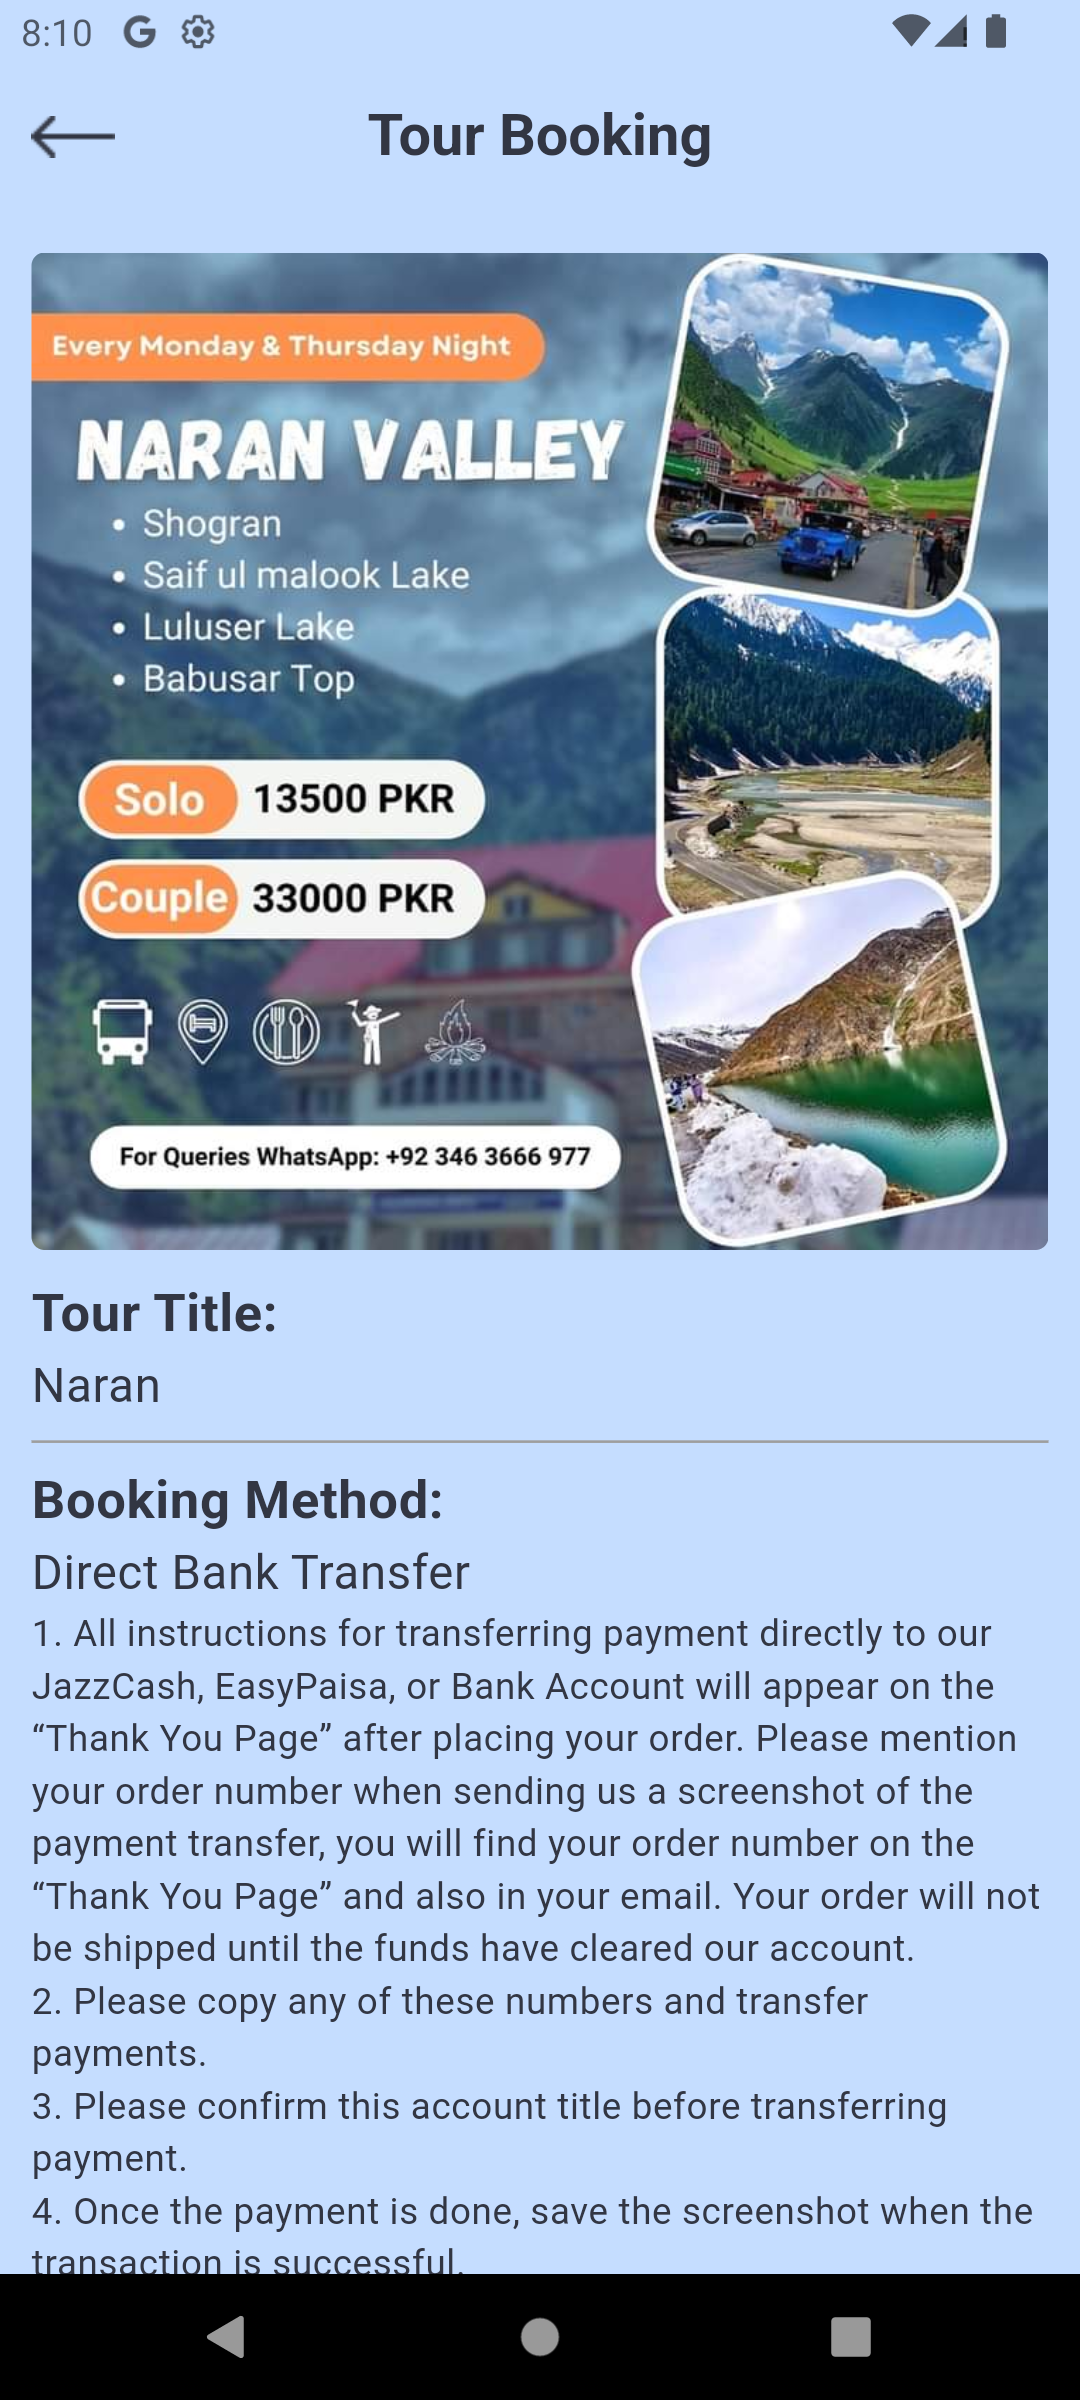 8:10
Tour Booking
Every Monday & Thursday Night
NARAN VALLEY
• Shogran
• Saif ul malook Lake
• Luluser Lake
• Babusar Top
Solo 13500 PKR
Couple 33000 PKR
For Queries WhatsApp: +92 346 3666 977
Tour Title:
Naran
Booking Method:
Direct Bank Transfer
1. All instructions for transferring payment directly to our
JazzCash, EasyPaisa, or Bank Account will appear on the
“Thank You Page” after placing your order. Please mention
your order number when sending us a screenshot of the
payment transfer, you will find your order number on the
“Thank You Page” and also in your email. Your order will not
be shipped until the funds have cleared our account.
2. Please copy any of these numbers and transfer
payments.
3. Please confirm this account title before transferring
payment.
4. Once the payment is done, save the screenshot when the
transaction is successful.